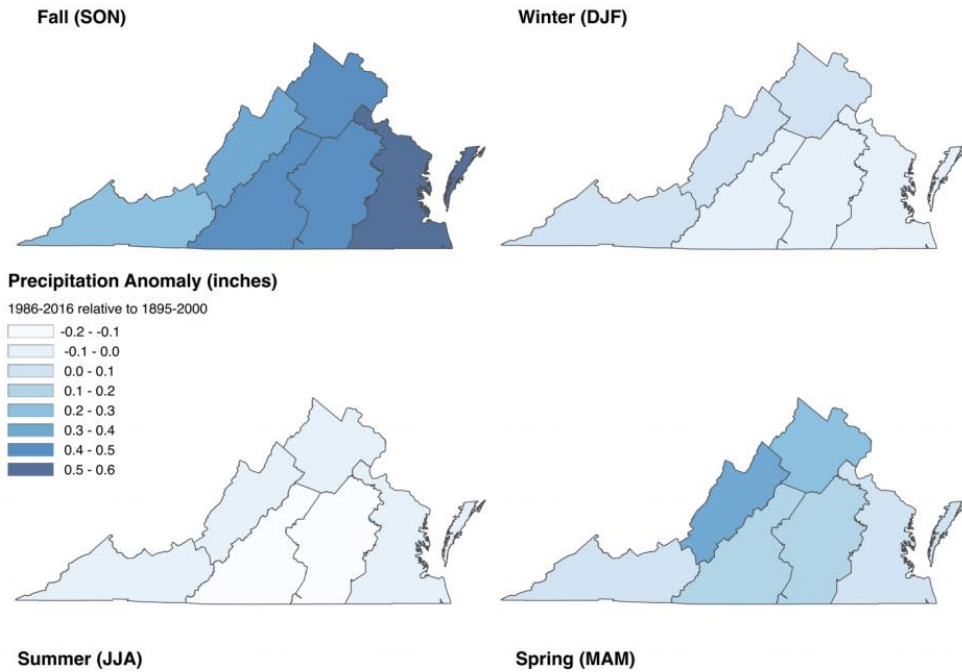 Fall (SON)
Winter (DJF)
Precipitation Anomaly (inches)
1986-2016 relative to 1895-2000
-0.2 - -0.1
-0.1 - 0.0
0.0 - 0.1
0.1 - 0.2
0.2 - 0.3
0.3 - 0.4
0.4 - 0.5
0.5 - 0.6
Summer (JJA)
Spring (MAM)